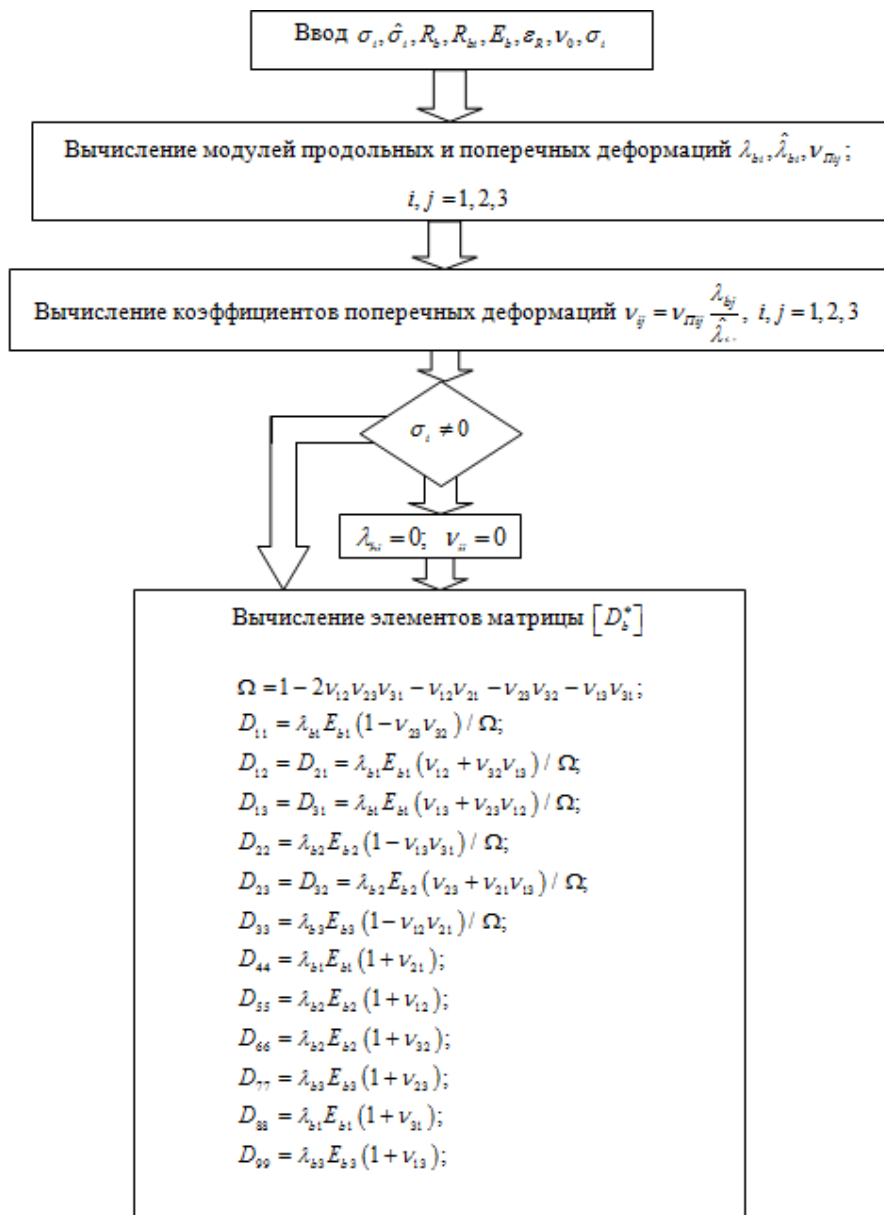 Ввод σ_i, σ̂_i, R_b, R_bt, E_b, ε_R, ν_0, σ_i
Вычисление модулей продольных и поперечных деформаций λ_bi, λ̂_bi, ν_Пij;
i, j = 1,2,3
Вычисление коэффициентов поперечных деформаций ν_ij = ν_Пij λ_bj / λ̂, i, j = 1,2,3
σ_i ≠ 0
λ_bi = 0; ν_ii = 0
Вычисление элементов матрицы [D_b^*]
Ω = 1 − 2ν_12ν_23ν_31 − ν_12ν_21 − ν_23ν_32 − ν_13ν_31;
D_11 = λ_b1E_b1(1 − ν_23ν_32) / Ω;
D_12 = D_21 = λ_b1E_b1(ν_12 + ν_32ν_13) / Ω;
D_13 = D_31 = λ_b1E_b1(ν_13 + ν_23ν_12) / Ω;
D_22 = λ_b2E_b2(1 − ν_13ν_31) / Ω;
D_23 = D_32 = λ_b2E_b2(ν_23 + ν_21ν_13) / Ω;
D_33 = λ_b3E_b3(1 − ν_12ν_21) / Ω;
D_44 = λ_b1E_b1(1 + ν_21);
D_55 = λ_b2E_b2(1 + ν_12);
D_66 = λ_b2E_b2(1 + ν_32);
D_77 = λ_b3E_b3(1 + ν_23);
D_88 = λ_b1E_b1(1 + ν_31);
D_99 = λ_b3E_b3(1 + ν_13);